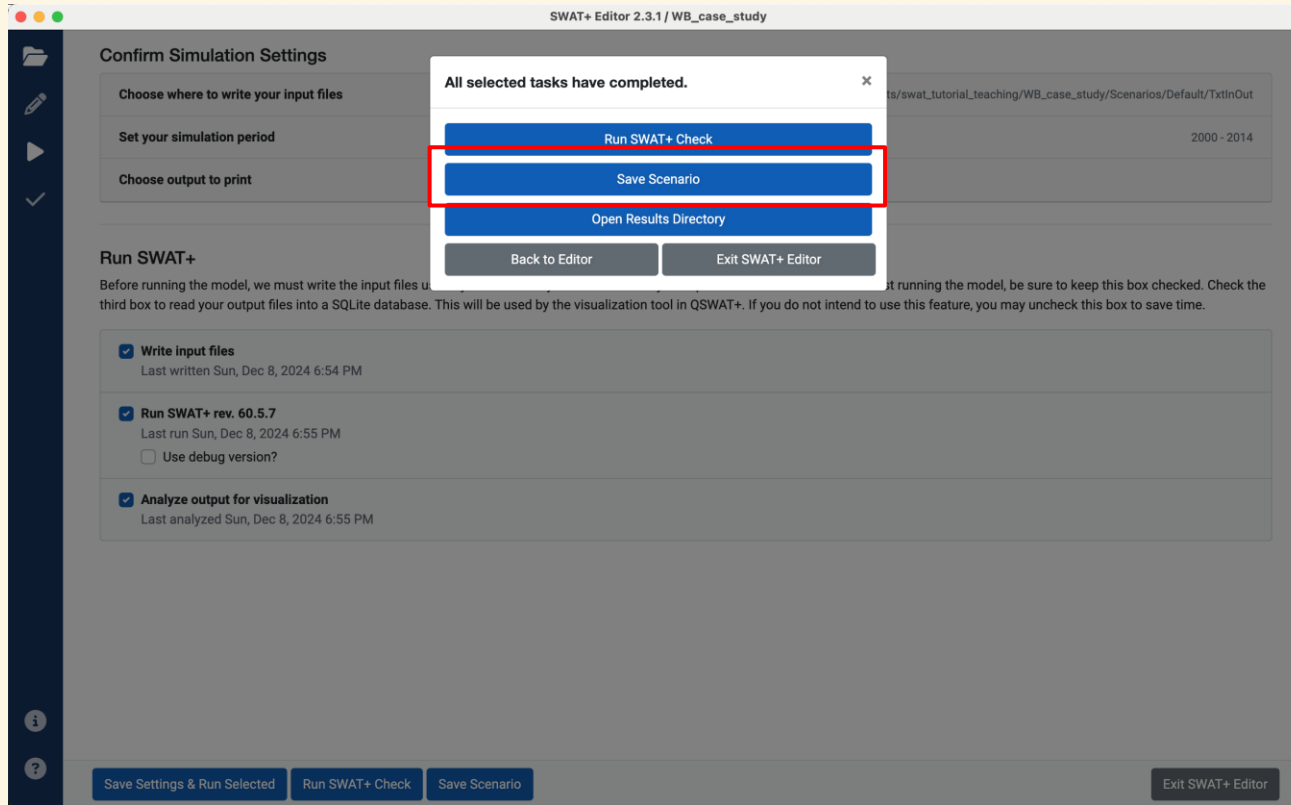 SWAT+ Editor 2.3.1 / WB_case_study
Confirm Simulation Settings
Choose where to write your input files
ts/swat_tutorial_teaching/WB_case_study/Scenarios/Default/TxtInOut
Set your simulation period
2000 - 2014
Choose output to print
All selected tasks have completed.
×
Run SWAT+ Check
Save Scenario
Open Results Directory
Back to Editor
Exit SWAT+ Editor
Run SWAT+
Before running the model, we must write the input files u st running the model, be sure to keep this box checked. Check the
third box to read your output files into a SQLite database. This will be used by the visualization tool in QSWAT+. If you do not intend to use this feature, you may uncheck this box to save time.
Write input files
Last written Sun, Dec 8, 2024 6:54 PM
Run SWAT+ rev. 60.5.7
Last run Sun, Dec 8, 2024 6:55 PM
Use debug version?
Analyze output for visualization
Last analyzed Sun, Dec 8, 2024 6:55 PM
Save Settings & Run Selected
Run SWAT+ Check
Save Scenario
Exit SWAT+ Editor